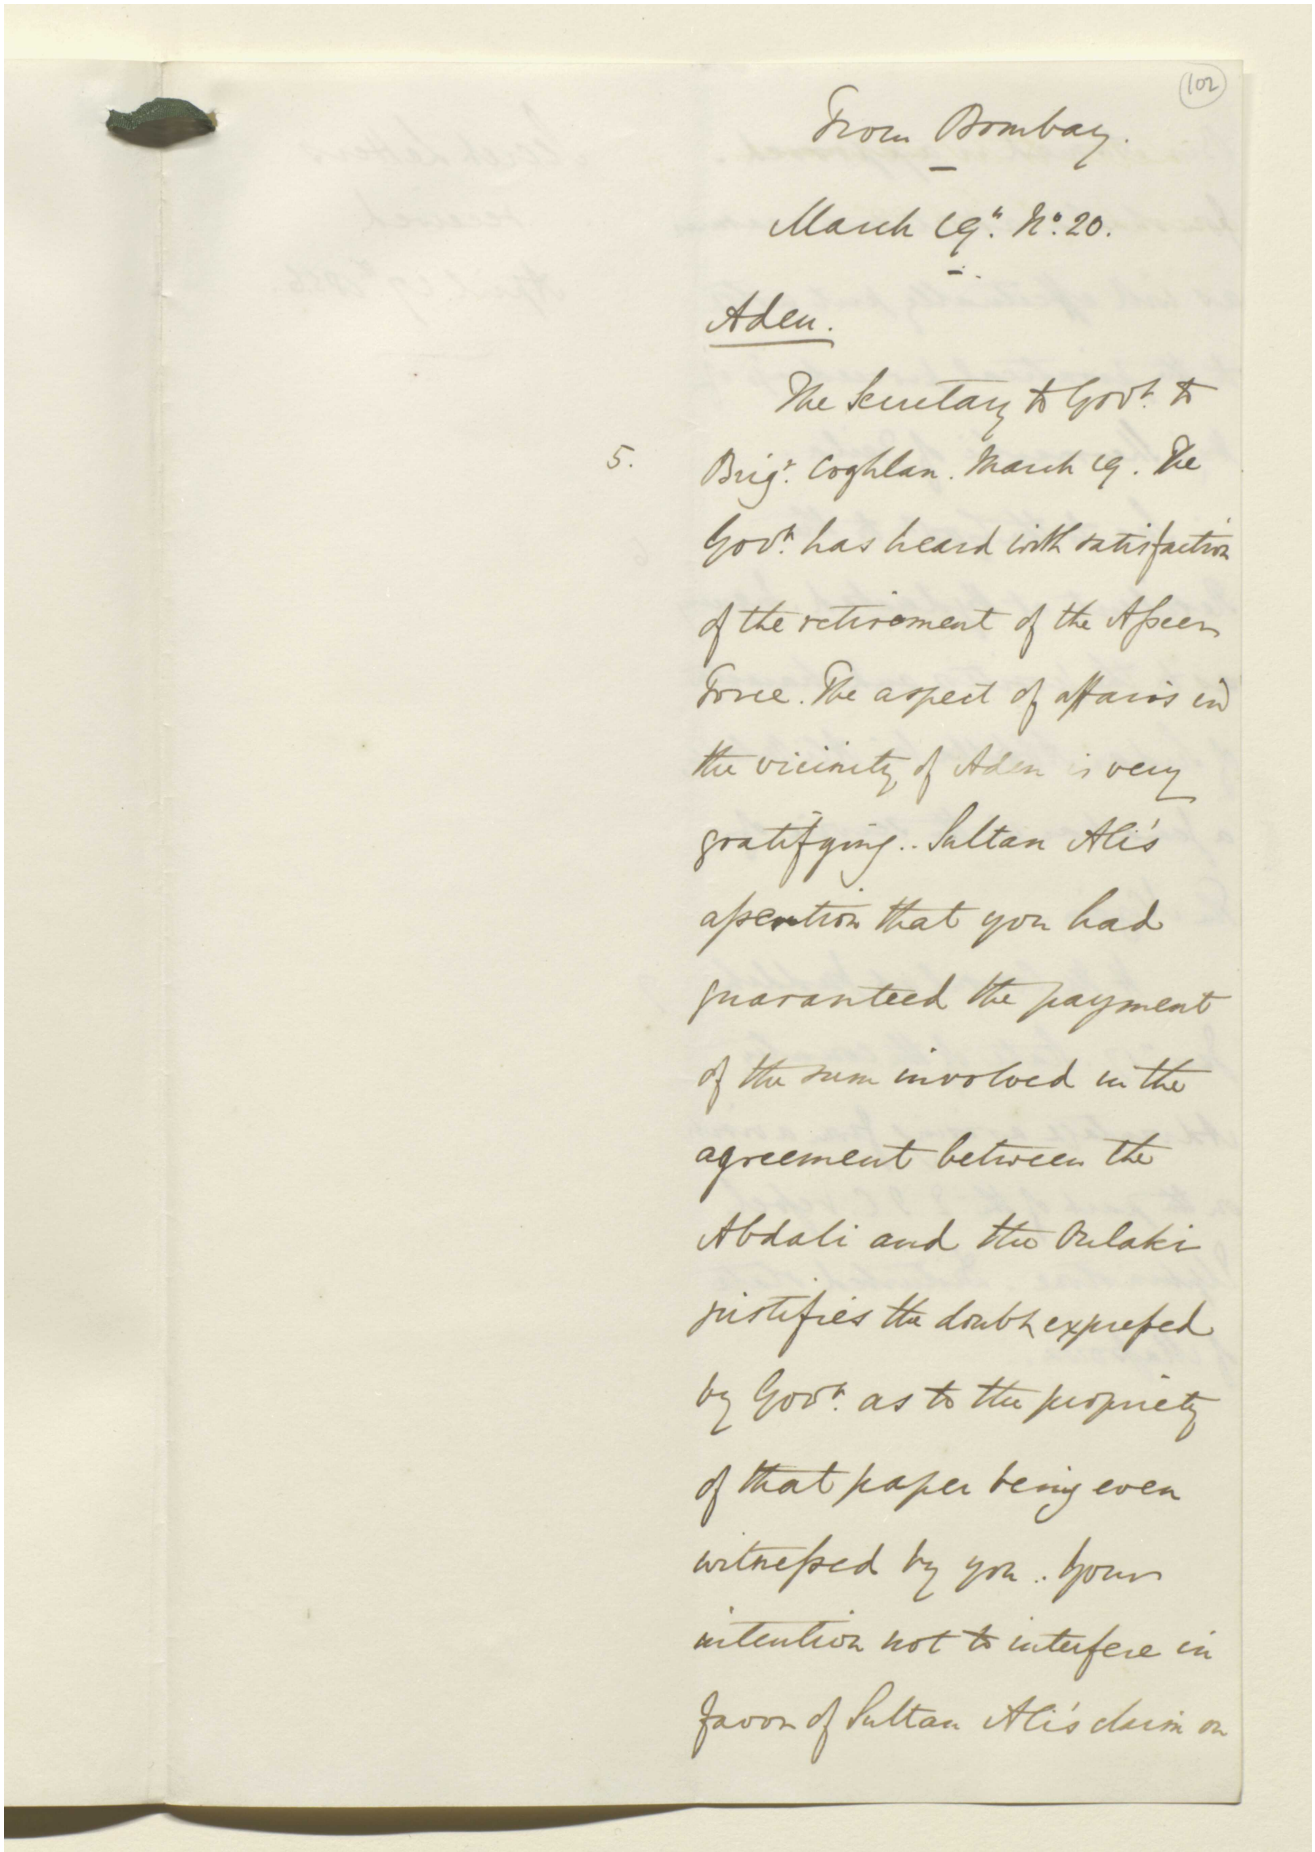 102
From Bombay.
March 19th. No. 20.
Aden.
The Secretary to Govt. to
5.
Brigr. Coghlan. March 19. The
Govt. has heard with satisfaction
of the retirement of the Asseer
Force. The aspect of affairs in
the vicinity of Aden is very
gratifying. . Sultan Ali's
assertion that you had
guaranteed the payment
of the sum involved in the
agreement between the
Abdali and the Oulaki
justifies the doubt expressed
by Govt. as to the propriety
of that paper being even
witnessed by you. Your
intention not to interfere in
favor of Sultan Ali's claim on